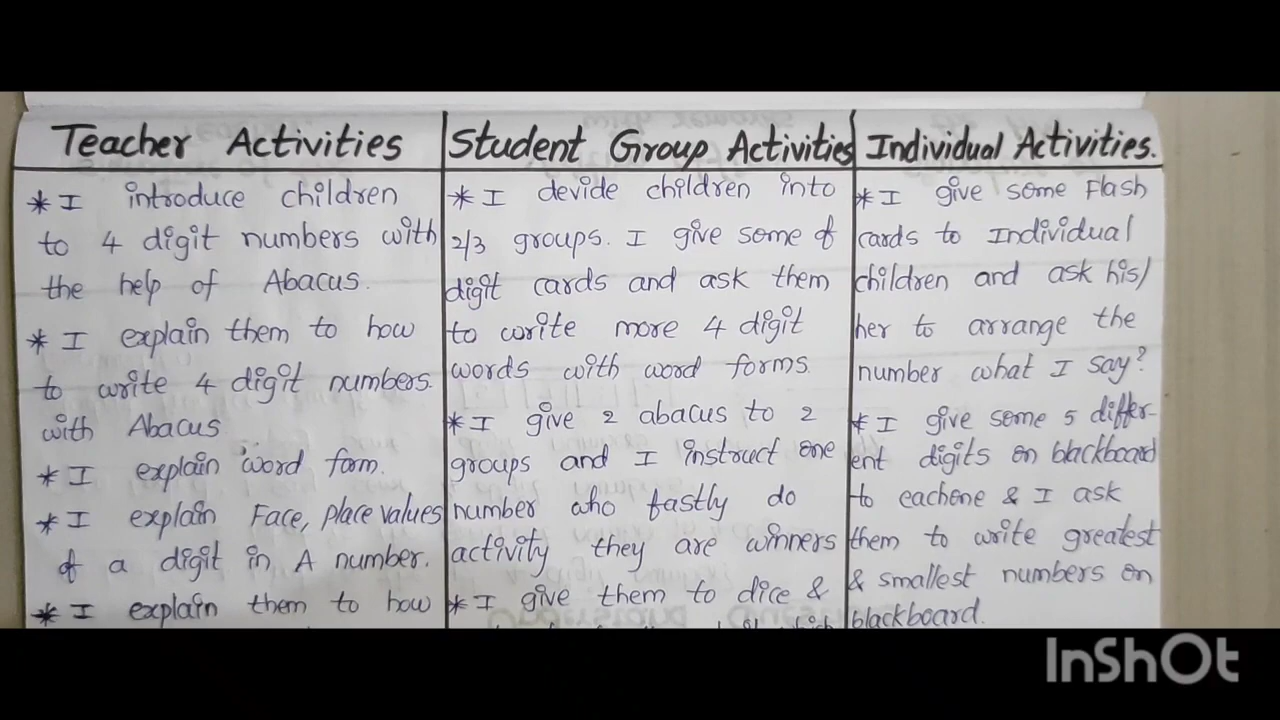 Teacher Activities
* I introduce children
to 4 digit numbers with
the help of Abacus.
* I explain them to how
to write 4 digit numbers.
with Abacus
* I explain word form.
* I explain Face, place values
of a digit in A number.
* I explain them to how
Student Group Activities
* I devide children into
2/3 groups. I give some of
digit cards and ask them
to write more 4 digit
words with word forms.
* I give 2 abacus to 2
groups and I instruct one
number who fastly do
activity they are winners
* I give them to dice &
Individual Activities.
* I give some Flash
cards to Individual
children and ask his/
her to arrange the
number what I say?
* I give some 5 differ-
ent digits on blackboard
to eachone & I ask
them to write greatest
& smallest numbers on
blackboard.
InShOt